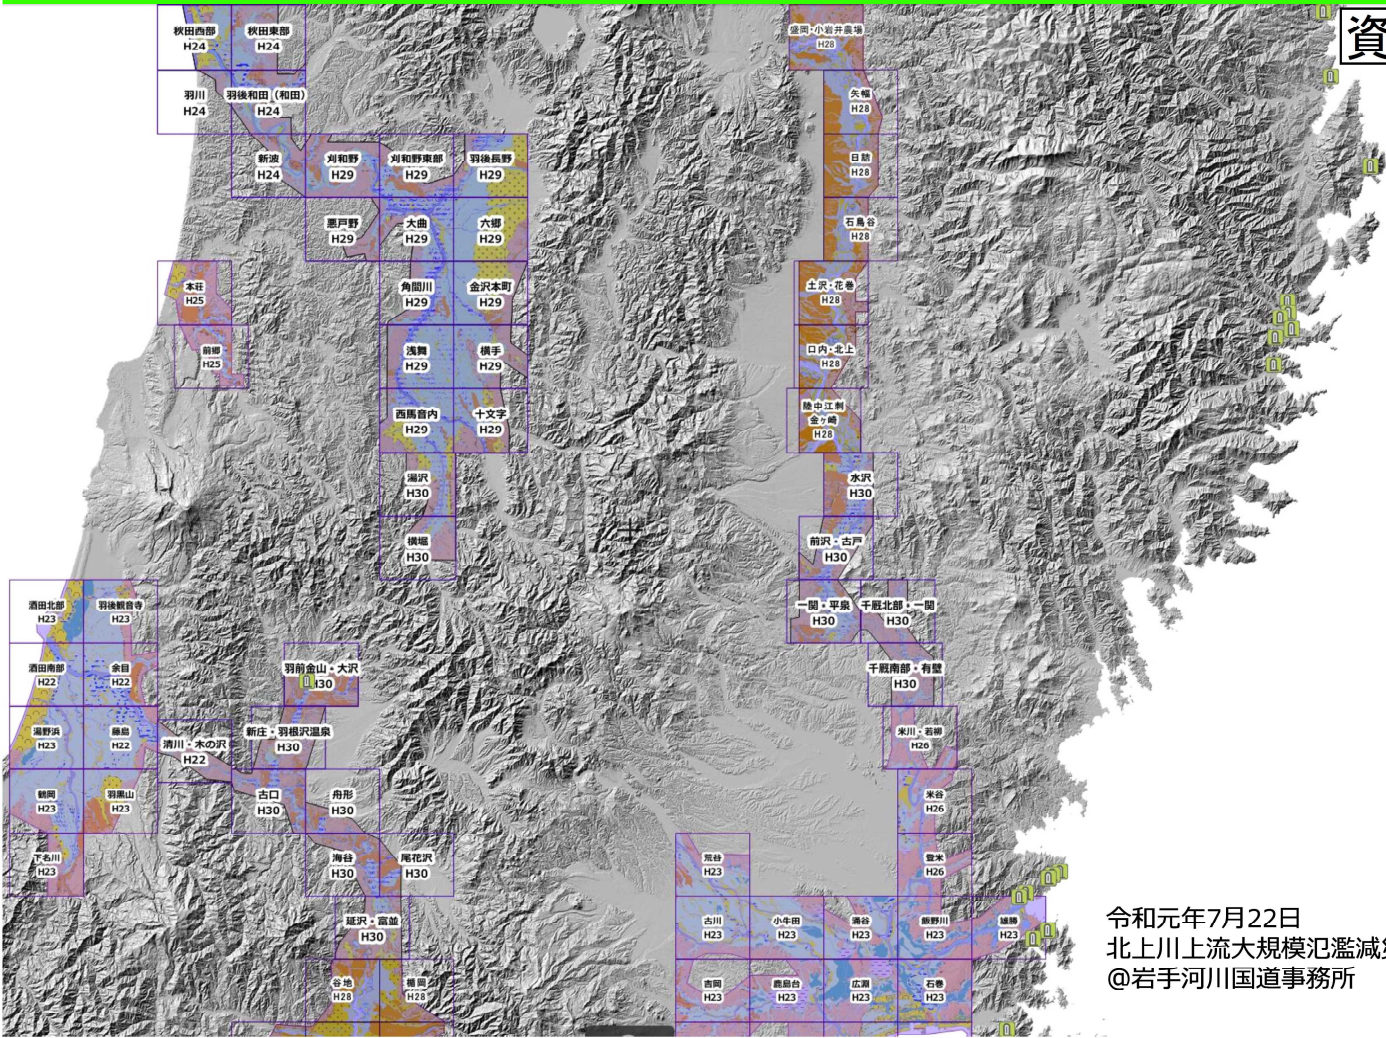 資
秋田西部
H24
秋田東部
H24
盛岡・小岩井農場
H28
羽川
H24
羽後和田（和田）
H24
矢幅
H28
新波
H24
刈和野
H29
刈和野東部
H29
羽後長野
H29
日詰
H28
悪戸野
H29
大曲
H29
六郷
H29
石鳥谷
H28
本荘
H25
角間川
H29
金沢本町
H29
土沢・花巻
H28
前郷
H25
浅舞
H29
横手
H29
口内・北上
H28
西馬音内
H29
十文字
H29
陸中江刺
金ヶ崎
H28
湯沢
H30
水沢
H30
横堀
H30
前沢・古戸
H30
酒田北部
H23
羽後観音寺
H23
一関・平泉
H30
千厩北部・一関
H30
酒田南部
H22
余目
H22
羽前金山・大沢
H30
千厩南部・有壁
H30
湯野浜
H23
藤島
H22
清川・木の沢
H22
新庄・羽根沢温泉
H30
米川・若柳
H26
鶴岡
H23
羽黒山
H23
古口
H30
舟形
H30
米谷
H26
下名川
H23
海谷
H30
尾花沢
H30
荒谷
H23
登米
H26
延沢・富並
H30
古川
H23
小牛田
H23
涌谷
H23
飯野川
H23
雄勝
H23
谷地
H28
楯岡
H28
吉岡
H23
鹿島台
H23
広淵
H23
石巻
H23
令和元年7月22日
北上川上流大規模氾濫減災
@岩手河川国道事務所